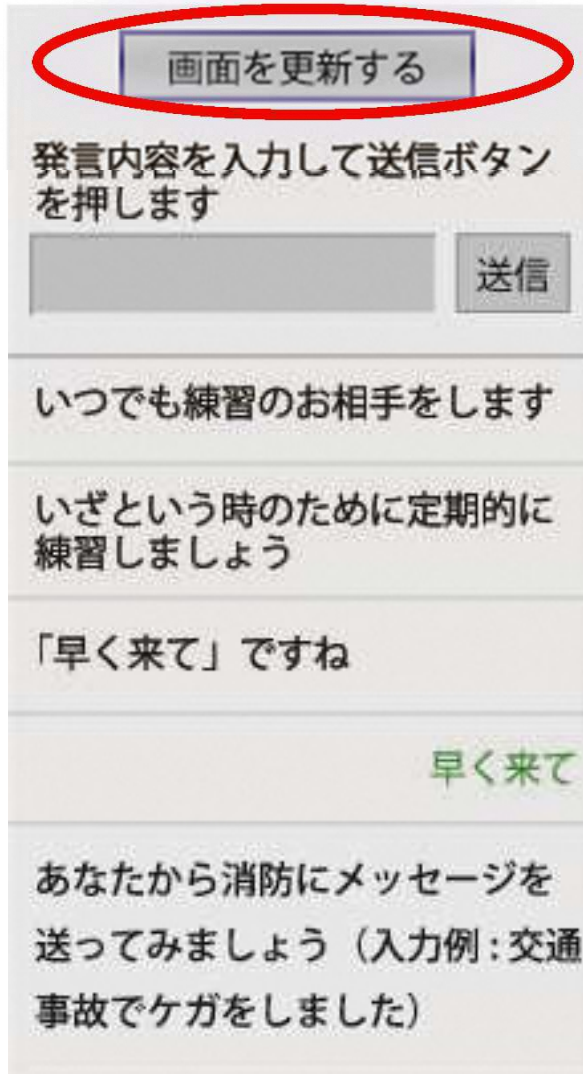 画面を更新する
発言内容を入力して送信ボタン
を押します
送信
いつでも練習のお相手をします
いざという時のために定期的に
練習しましょう
「早く来て」ですね
早く来て
あなたから消防にメッセージを
送ってみましょう（入力例：交通
事故でケガをしました）